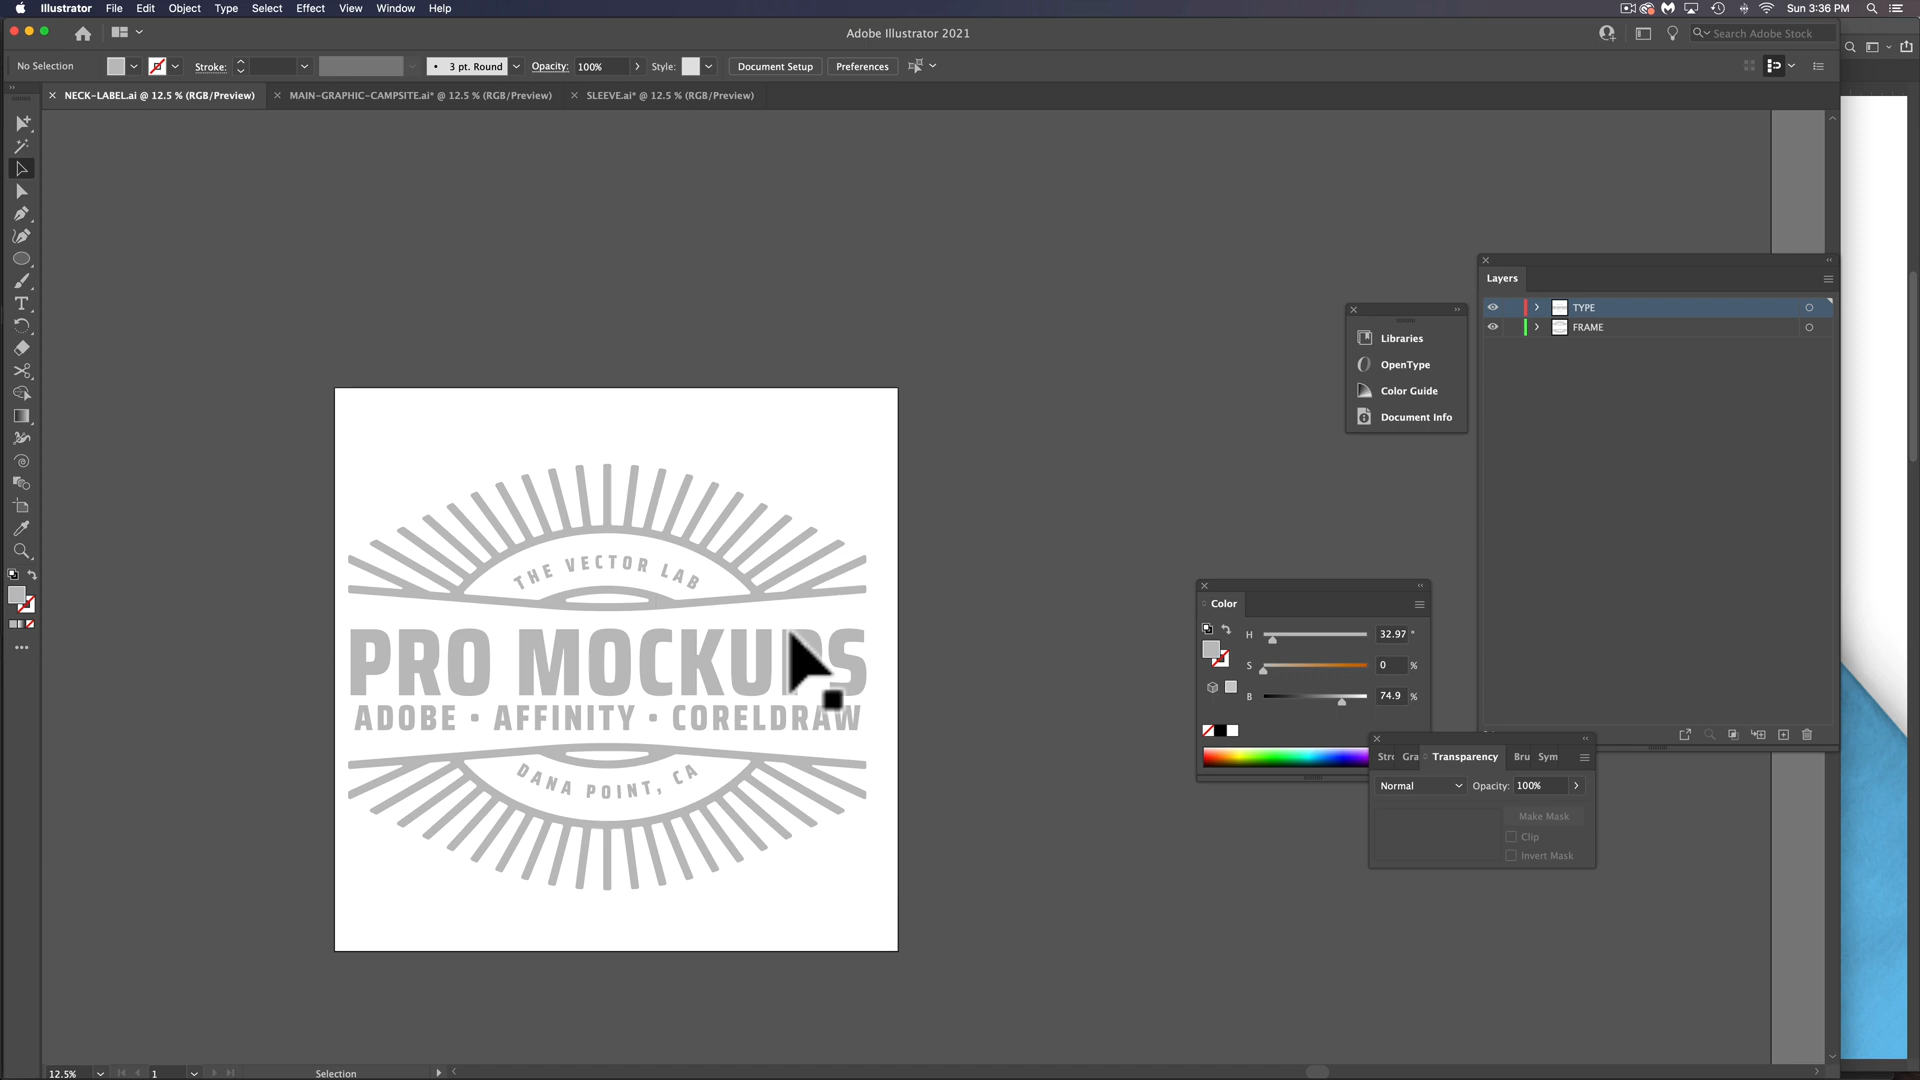 Illustrator File Edit Object Type Select Effect View Window Help
Sun 3:36 PM
Adobe Illustrator 2021
Search Adobe Stock
No Selection
Stroke:
3 pt. Round
Opacity: 100%
Style:
Document Setup
Preferences
NECK-LABEL.ai @ 12.5 % (RGB/Preview)
MAIN-GRAPHIC-CAMPSITE.ai* @ 12.5 % (RGB/Preview)
SLEEVE.ai* @ 12.5 % (RGB/Preview)
Layers
TYPE
FRAME
Libraries
OpenType
Color Guide
Document Info
THE VECTOR LAB
PRO MOCKUPS
ADOBE • AFFINITY • CORELDRAW
DANA POINT, CA
Color
H 32.97 °
S 0 %
B 74.9 %
Str Gra Transparency Bru Sym
Normal Opacity: 100%
Make Mask
Clip
Invert Mask
12.5% 1 Selection